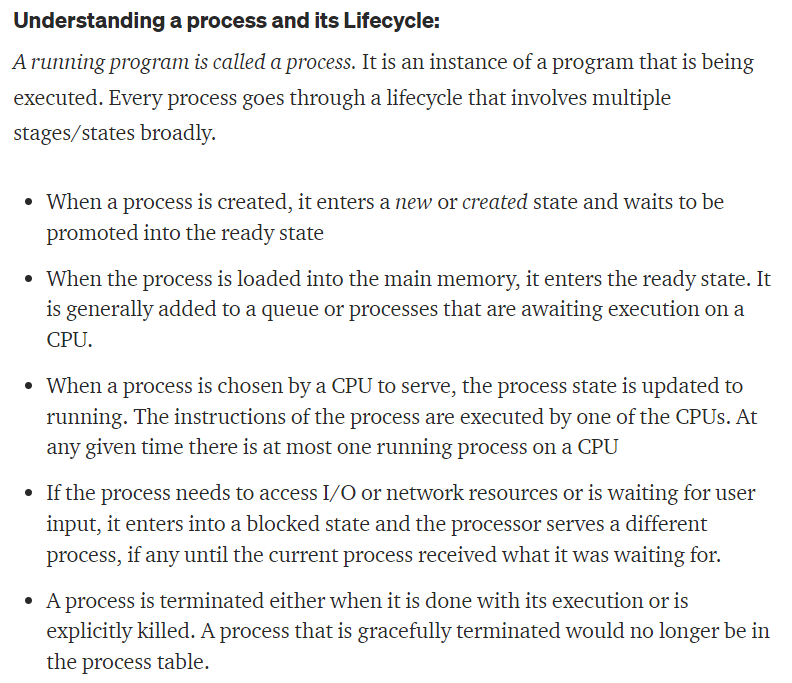 Understanding a process and its Lifecycle:
A running program is called a process. It is an instance of a program that is being
executed. Every process goes through a lifecycle that involves multiple
stages/states broadly.
• When a process is created, it enters a new or created state and waits to be
promoted into the ready state
• When the process is loaded into the main memory, it enters the ready state. It
is generally added to a queue or processes that are awaiting execution on a
CPU.
• When a process is chosen by a CPU to serve, the process state is updated to
running. The instructions of the process are executed by one of the CPUs. At
any given time there is at most one running process on a CPU
• If the process needs to access I/O or network resources or is waiting for user
input, it enters into a blocked state and the processor serves a different
process, if any until the current process received what it was waiting for.
• A process is terminated either when it is done with its execution or is
explicitly killed. A process that is gracefully terminated would no longer be in
the process table.